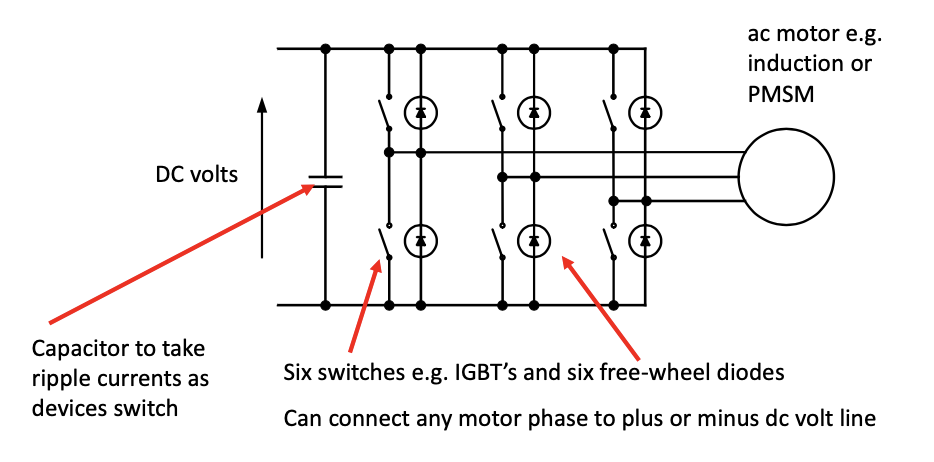 ac motor e.g.
induction or
PMSM
DC volts
Capacitor to take
ripple currents as
devices switch
Six switches e.g. IGBT’s and six free-wheel diodes
Can connect any motor phase to plus or minus dc volt line